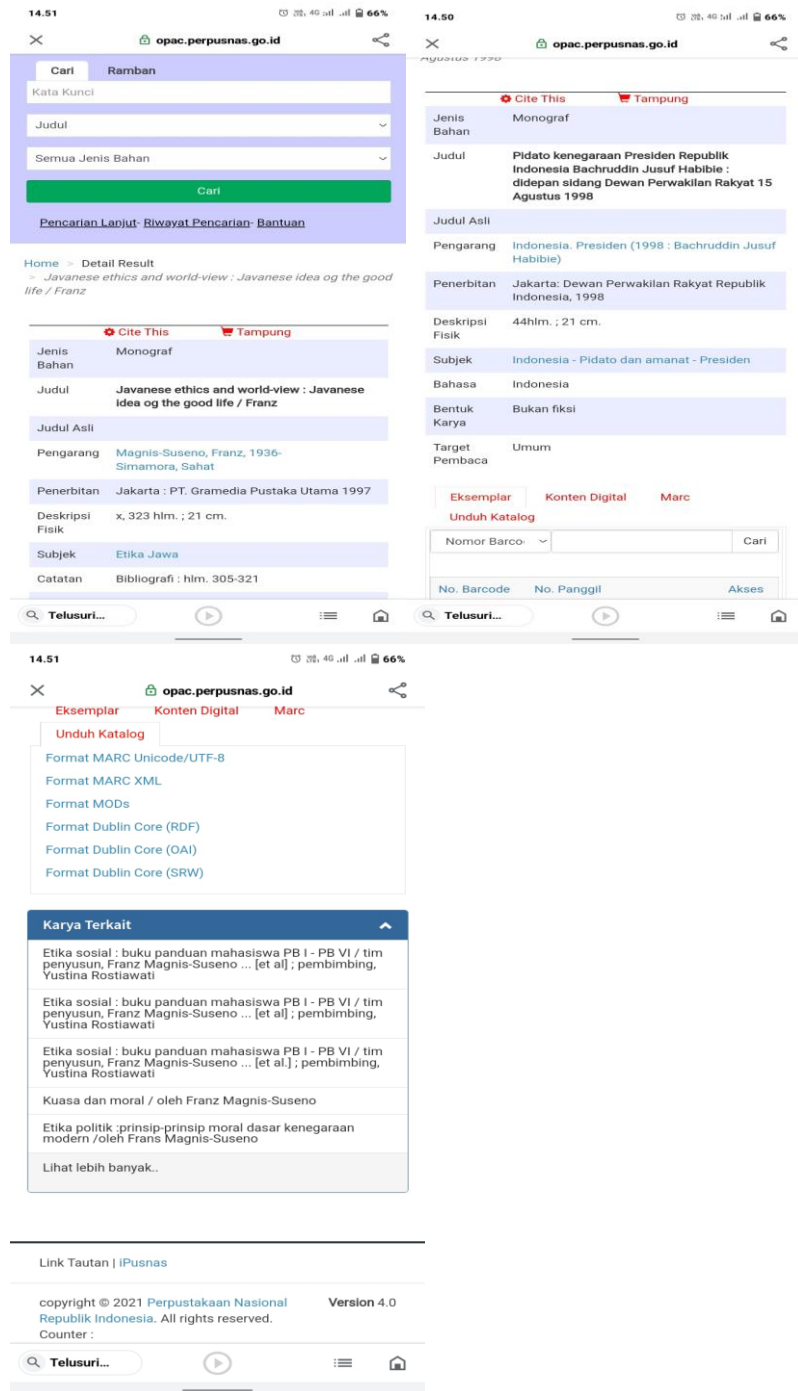 14.51
4G
66%
opac.perpusnas.go.id
Cari Ramban
Kata Kunci
Judul
Semua Jenis Bahan
Cari
Pencarian Lanjut- Riwayat Pencarian- Bantuan
Home > Detail Result
> Javanese ethics and world-view : Javanese idea og the good
life / Franz
Cite This Tampung
Jenis Monograf
Bahan
Judul Javanese ethics and world-view : Javanese
idea og the good life / Franz
Judul Asli
Pengarang Magnis-Suseno, Franz, 1936-
Simamora, Sahat
Penerbitan Jakarta : PT. Gramedia Pustaka Utama 1997
Deskripsi x, 323 hlm. ; 21 cm.
Fisik
Subjek Etika Jawa
Catatan Bibliografi : hlm. 305-321
Telusuri...
14.50
4G
66%
opac.perpusnas.go.id
Agustus 1998
Cite This Tampung
Jenis Monograf
Bahan
Judul Pidato kenegaraan Presiden Republik
Indonesia Bachruddin Jusuf Habibie :
didepan sidang Dewan Perwakilan Rakyat 15
Agustus 1998
Judul Asli
Pengarang Indonesia. Presiden (1998 : Bachruddin Jusuf
Habibie)
Penerbitan Jakarta: Dewan Perwakilan Rakyat Republik
Indonesia, 1998
Deskripsi 44hlm. ; 21 cm.
Fisik
Subjek Indonesia - Pidato dan amanat - Presiden
Bahasa Indonesia
Bentuk Bukan fiksi
Karya
Target Umum
Pembaca
Eksemplar Konten Digital Marc
Unduh Katalog
Nomor Barco Cari
No. Barcode No. Panggil Akses
Telusuri...
14.51
4G
66%
opac.perpusnas.go.id
Eksemplar Konten Digital Marc
Unduh Katalog
Format MARC Unicode/UTF-8
Format MARC XML
Format MODs
Format Dublin Core (RDF)
Format Dublin Core (OAI)
Format Dublin Core (SRW)
Karya Terkait
Etika sosial : buku panduan mahasiswa PB I - PB VI / tim
penyusun, Franz Magnis-Suseno ... [et al] ; pembimbing,
Yustina Rostiawati
Etika sosial : buku panduan mahasiswa PB I - PB VI / tim
penyusun, Franz Magnis-Suseno ... [et al] ; pembimbing,
Yustina Rostiawati
Etika sosial : buku panduan mahasiswa PB I - PB VI / tim
penyusun, Franz Magnis-Suseno ... [et al.] ; pembimbing,
Yustina Rostiawati
Kuasa dan moral / oleh Franz Magnis-Suseno
Etika politik :prinsip-prinsip moral dasar kenegaraan
modern /oleh Frans Magnis-Suseno
Lihat lebih banyak..
Link Tautan | iPusnas
copyright © 2021 Perpustakaan Nasional Version 4.0
Republik Indonesia. All rights reserved.
Counter :
Telusuri...